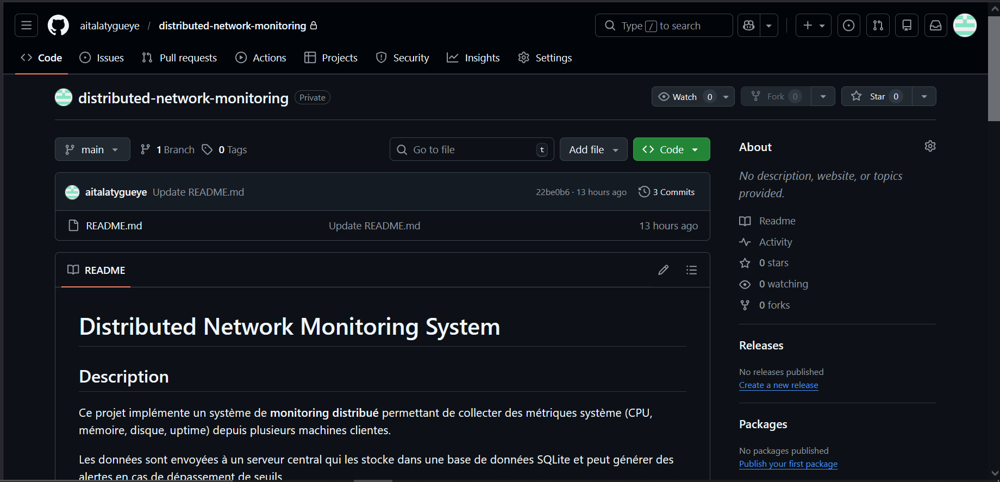 aitalatygueye / distributed-network-monitoring
Type / to search
Code Issues Pull requests Actions Projects Security Insights Settings
distributed-network-monitoring Private
Watch 0 Fork 0 Star 0
main 1 Branch 0 Tags
Go to file t
Add file Code
aitalatygueye Update README.md 22be0b6 · 13 hours ago 3 Commits
README.md Update README.md 13 hours ago
README
Distributed Network Monitoring System
Description
Ce projet implémente un système de monitoring distribué permettant de collecter des métriques système (CPU,
mémoire, disque, uptime) depuis plusieurs machines clientes.
Les données sont envoyées à un serveur central qui les stocke dans une base de données SQLite et peut générer des
alertes en cas de dépassement de seuils
About
No description, website, or topics
provided.
Readme
Activity
0 stars
0 watching
0 forks
Releases
No releases published
Create a new release
Packages
No packages published
Publish your first package